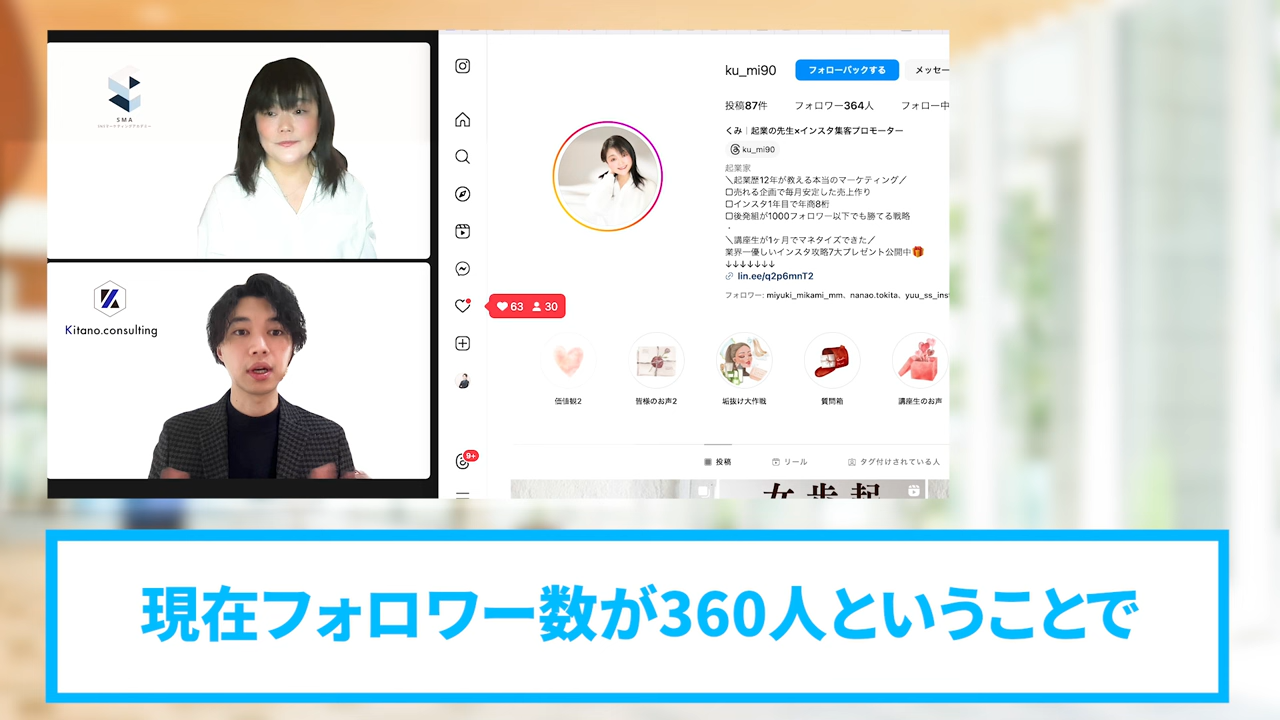 SMA
Kitano.consulting
ku_mi90
フォローバックする
メッセー
投稿87件
フォロワー364人
フォロー中
くみ｜起業の先生×インスタ集客プロモーター
ku_mi90
起業家
＼起業歴12年が教える本当のマーケティング／
☐売れる企画で毎月安定した売上作り
☐インスタ1年目で年商8桁
☐後発組が1000フォロワー以下でも勝てる戦略
・
＼講座生が1ヶ月でマネタイズできた／
業界一優しいインスタ攻略7大プレゼント公開中🎁
↓↓↓↓↓↓↓
lin.ee/q2p6mnT2
フォロワー: miyuki_mikami_mm、nanao.tokita、yuu_ss_ins
63 30
価値観2
皆様のお声2
垢抜け大作戦
質問箱
講座生のお声
9+
投稿
リール
タグ付けされている人
現在フォロワー数が360人ということで